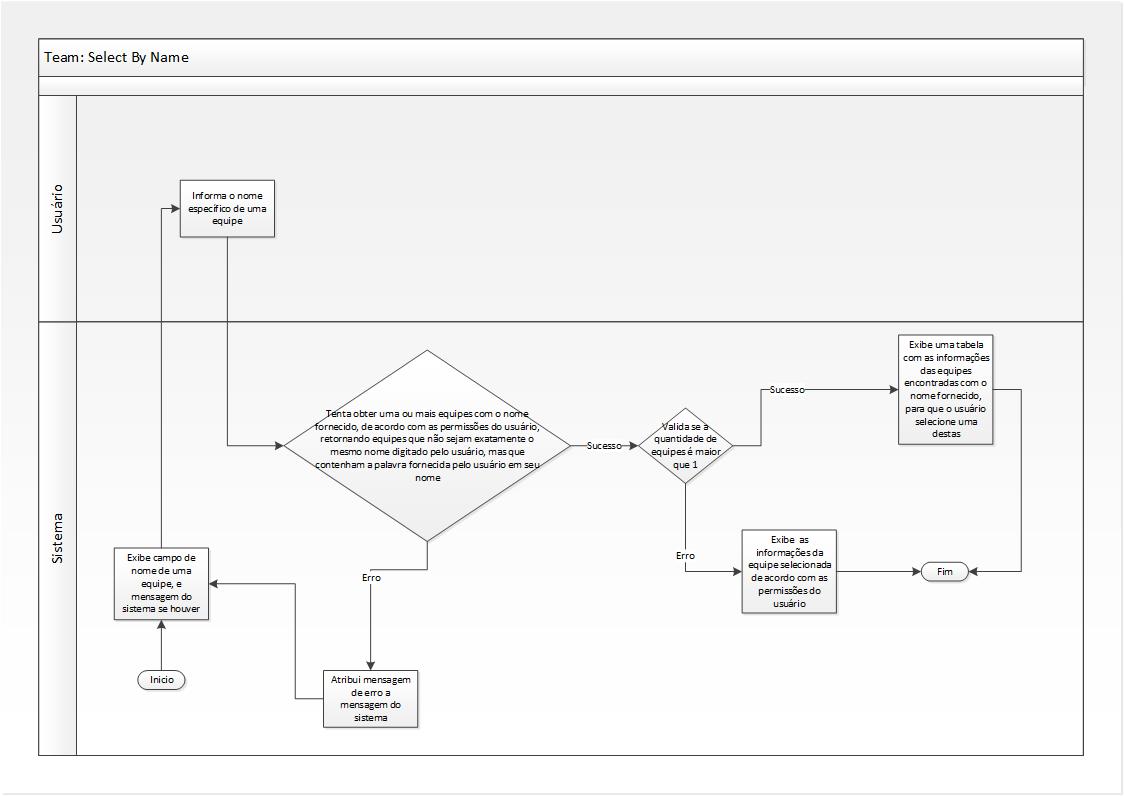 Team: Select By Name
Usuário
Informa o nome
específico de uma
equipe
Sistema
Exibe uma tabela
com as informações
das equipes
encontradas com o
nome fornecido,
para que o usuário
selecione uma
destas
Sucesso
Tenta obter uma ou mais equipes com o nome
fornecido, de acordo com as permissões do usuário,
retornando equipes que não sejam exatamente o
mesmo nome digitado pelo usuário, mas que
contenham a palavra fornecida pelo usuário em seu
nome
Sucesso
Valida se a
quantidade de
equipes é maior
que 1
Erro
Exibe as
informações da
equipe selecionada
de acordo com as
permissões do
usuário
Fim
Erro
Exibe campo de
nome de uma
equipe, e
mensagem do
sistema se houver
Inicio
Atribui mensagem
de erro a
mensagem do
sistema